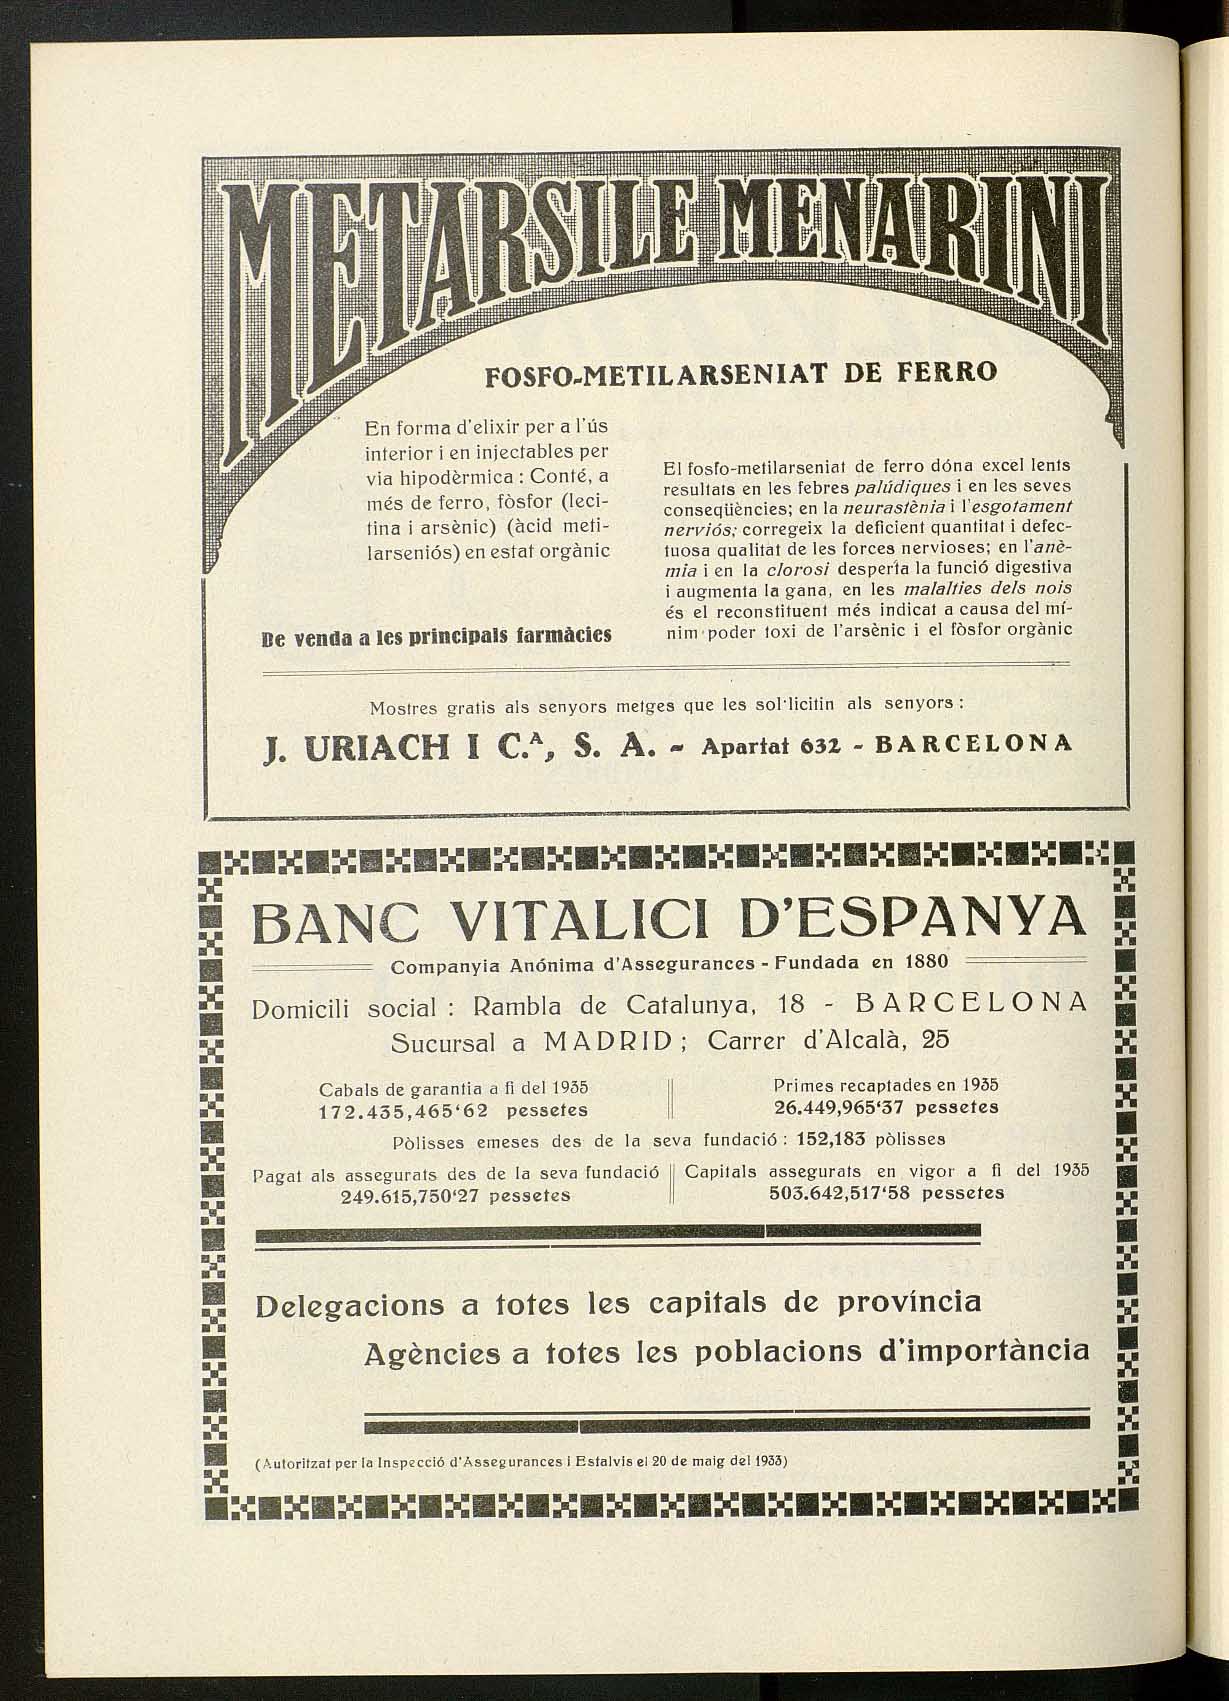 METARSILE MENARINI
FOSFO-METILARSENIAT DE FERRO
En forma d'elixir per a l'ús
interior i en injectables per
via hipodèrmica : Conté, a
més de ferro, fòsfor (leci-
tina i arsènic) (àcid meti-
larseniós) en estat orgànic
De venda a les principals farmàcies
El fosfo-metilarseniat de ferro dóna excel lents
resultats en les febres palúdiques i en les seves
conseqüències; en la neurastènia i l'esgotament
nerviós; corregeix la deficient quantitat i defec-
tuosa qualitat de les forces nervioses; en l'anè-
mia i en la clorosi desperta la funció digestiva
i augmenta la gana, en les malalties dels nois
és el reconstituent més indicat a causa del mí-
nim poder toxi de l'arsènic i el fòsfor orgànic
Mostres gratis als senyors metges que les sol·licitin als senyors :
J. URIACH I C.ª, S. A. - Apartat 632 - BARCELONA
BANC VITALICI D'ESPANYA
Companyia Anónima d'Assegurances - Fundada en 1880
Domicili social : Rambla de Catalunya, 18 - BARCELONA
Sucursal a MADRID ; Carrer d'Alcalà, 25
Cabals de garantia a fi del 1935
172.435,465'62 pessetes
Primes recaptades en 1935
26.449,965'37 pessetes
Pòlisses emeses des de la seva fundació : 152,183 pòlisses
Pagat als assegurats des de la seva fundació
249.615,750'27 pessetes
Capitals assegurats en vigor a fi del 1935
503.642,517'58 pessetes
Delegacions a totes les capitals de província
Agències a totes les poblacions d'importància
(Autoritzat per la Inspecció d'Assegurances i Estalvis el 20 de maig del 1933)